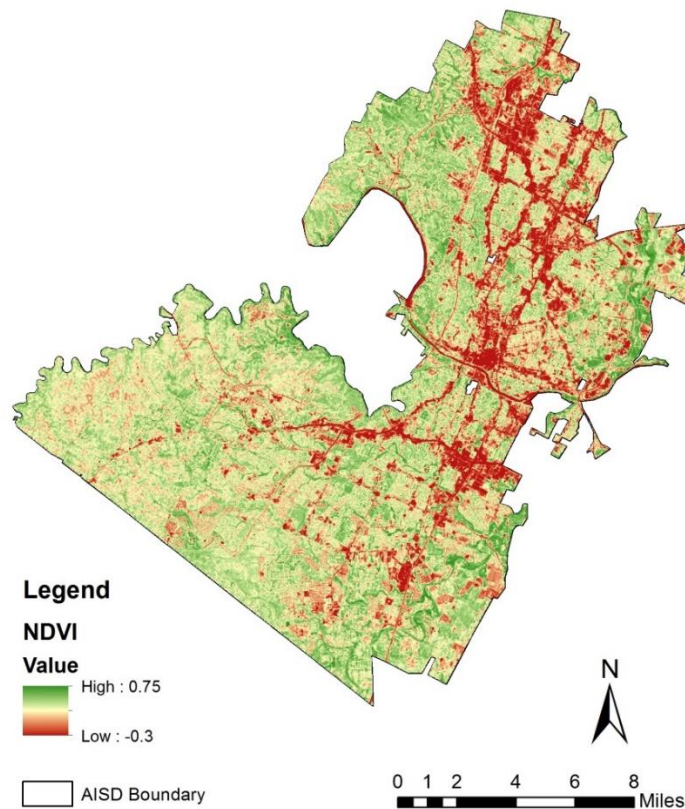 Legend
NDVI
Value
High : 0.75
Low : -0.3
AISD Boundary
N
0 1 2 4 6 8
Miles